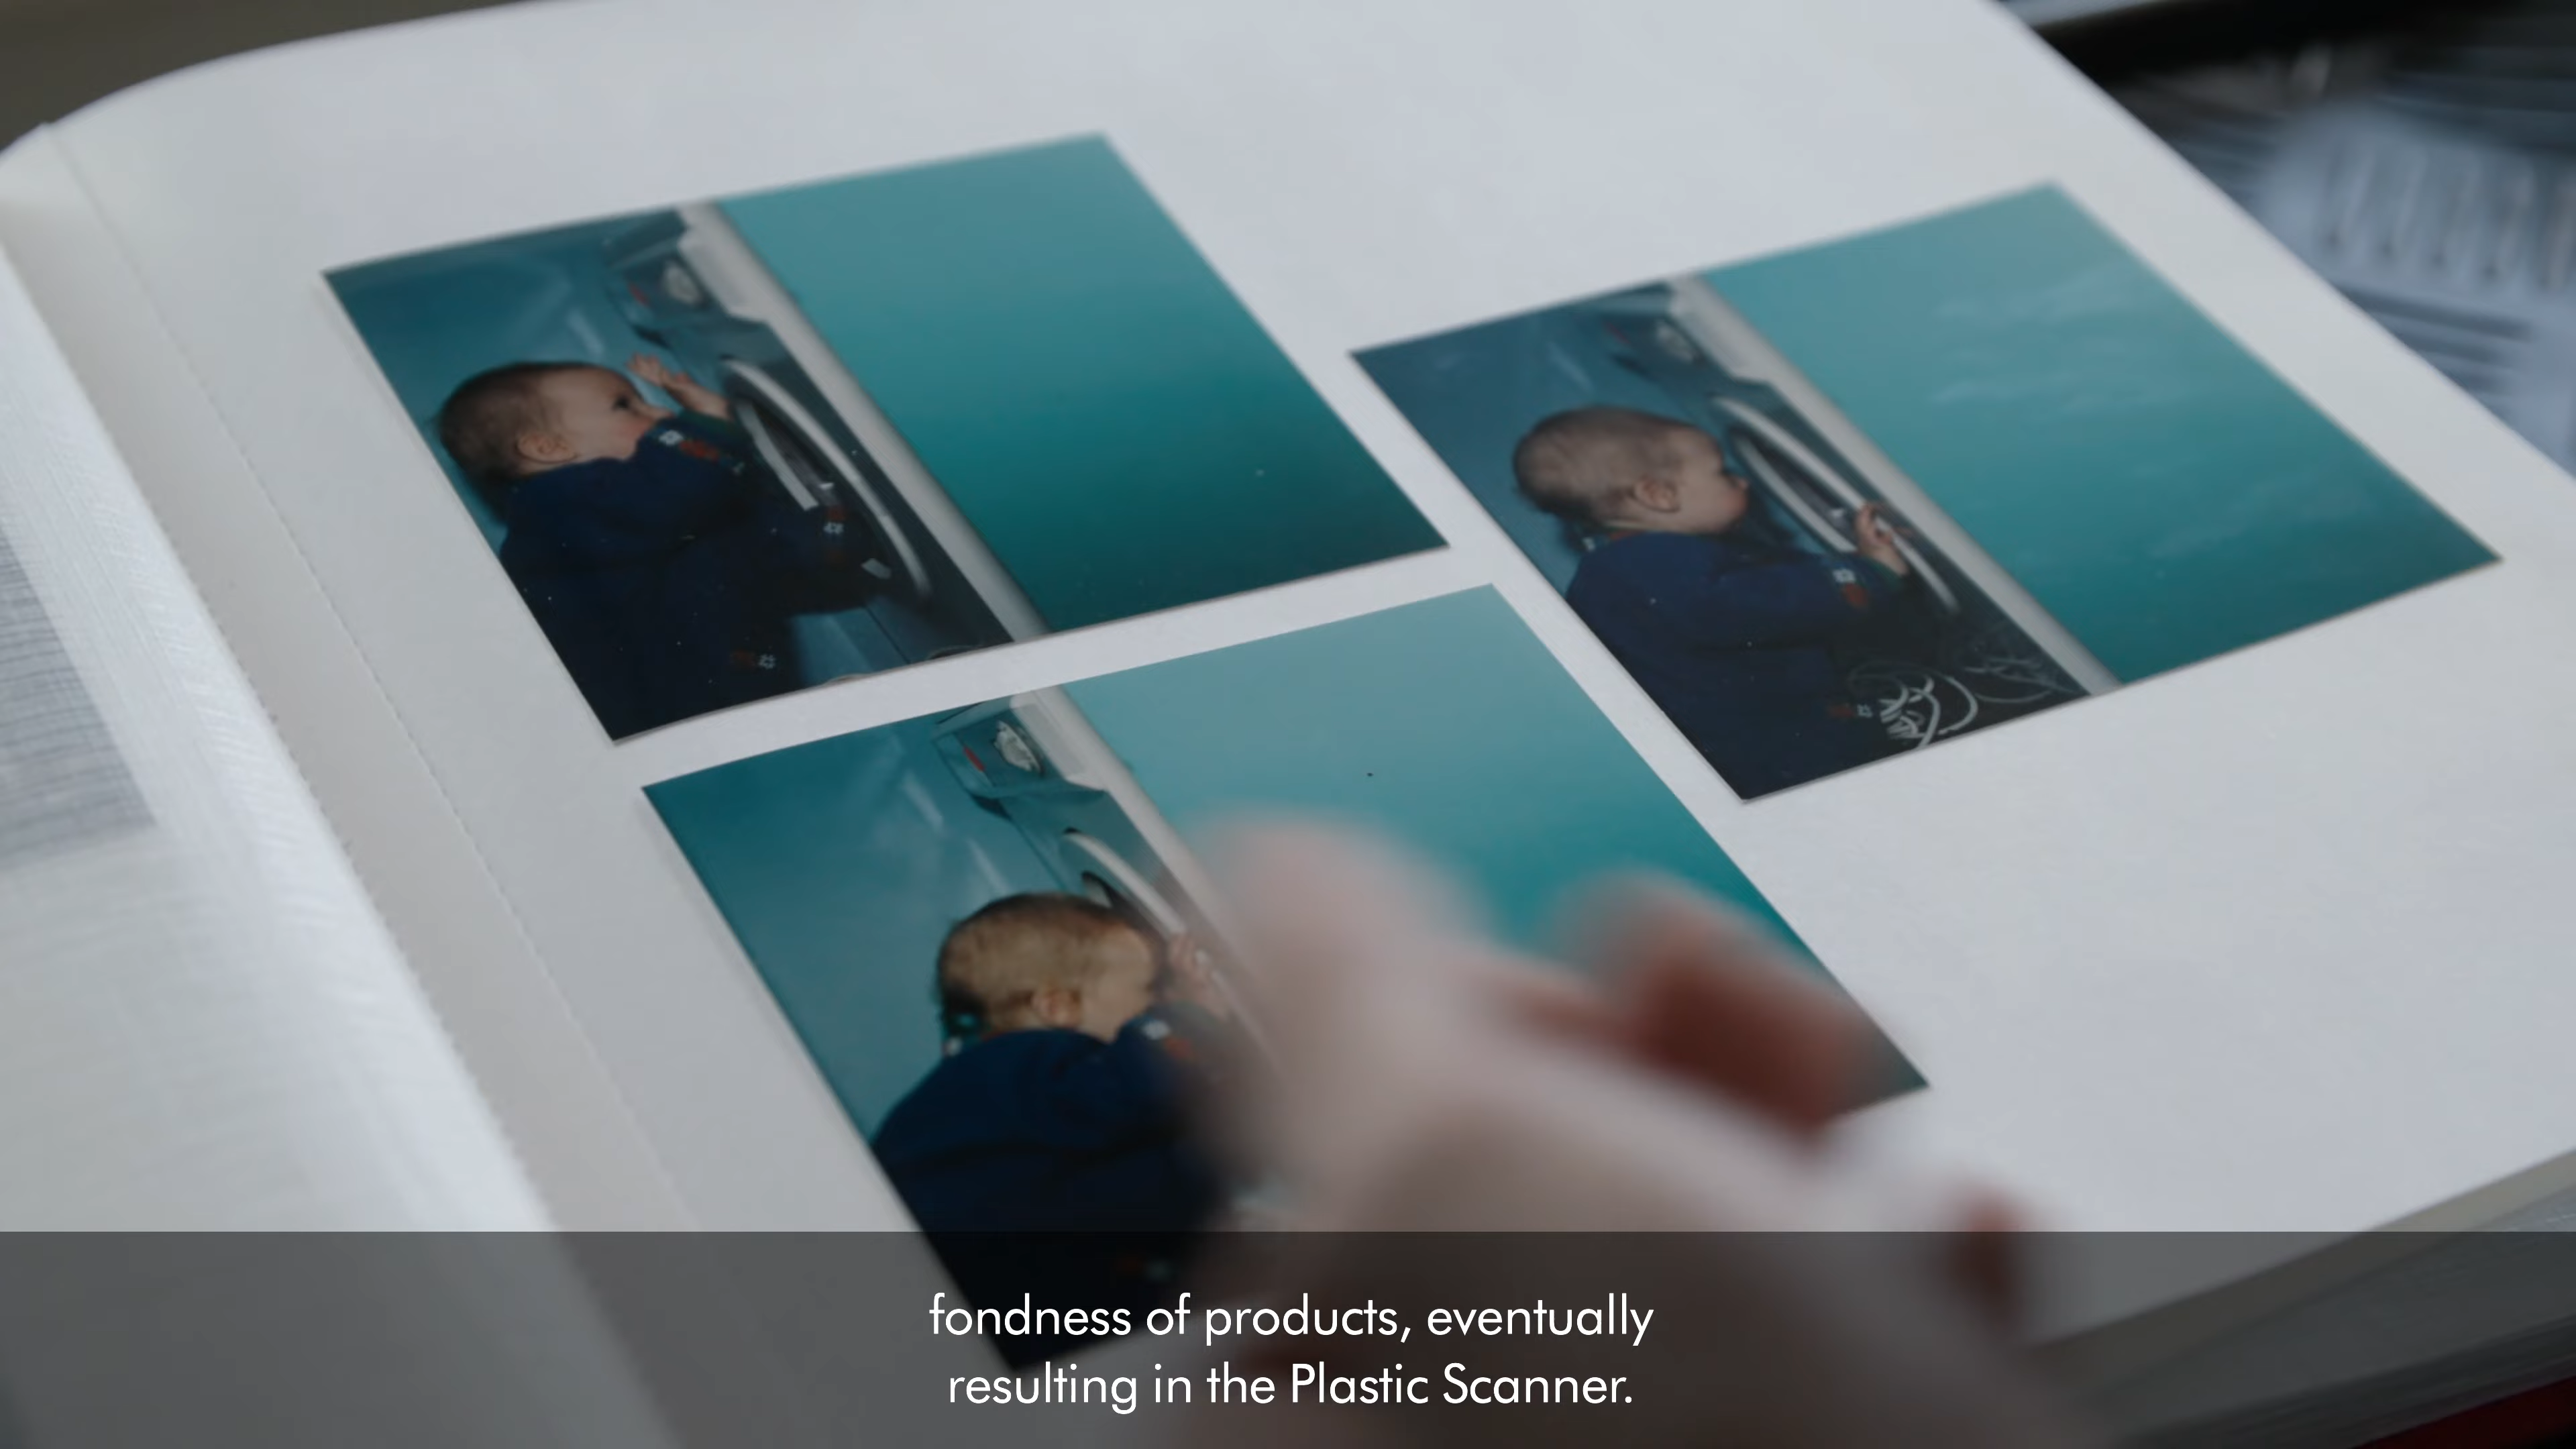 fondness of products, eventually
resulting in the Plastic Scanner.